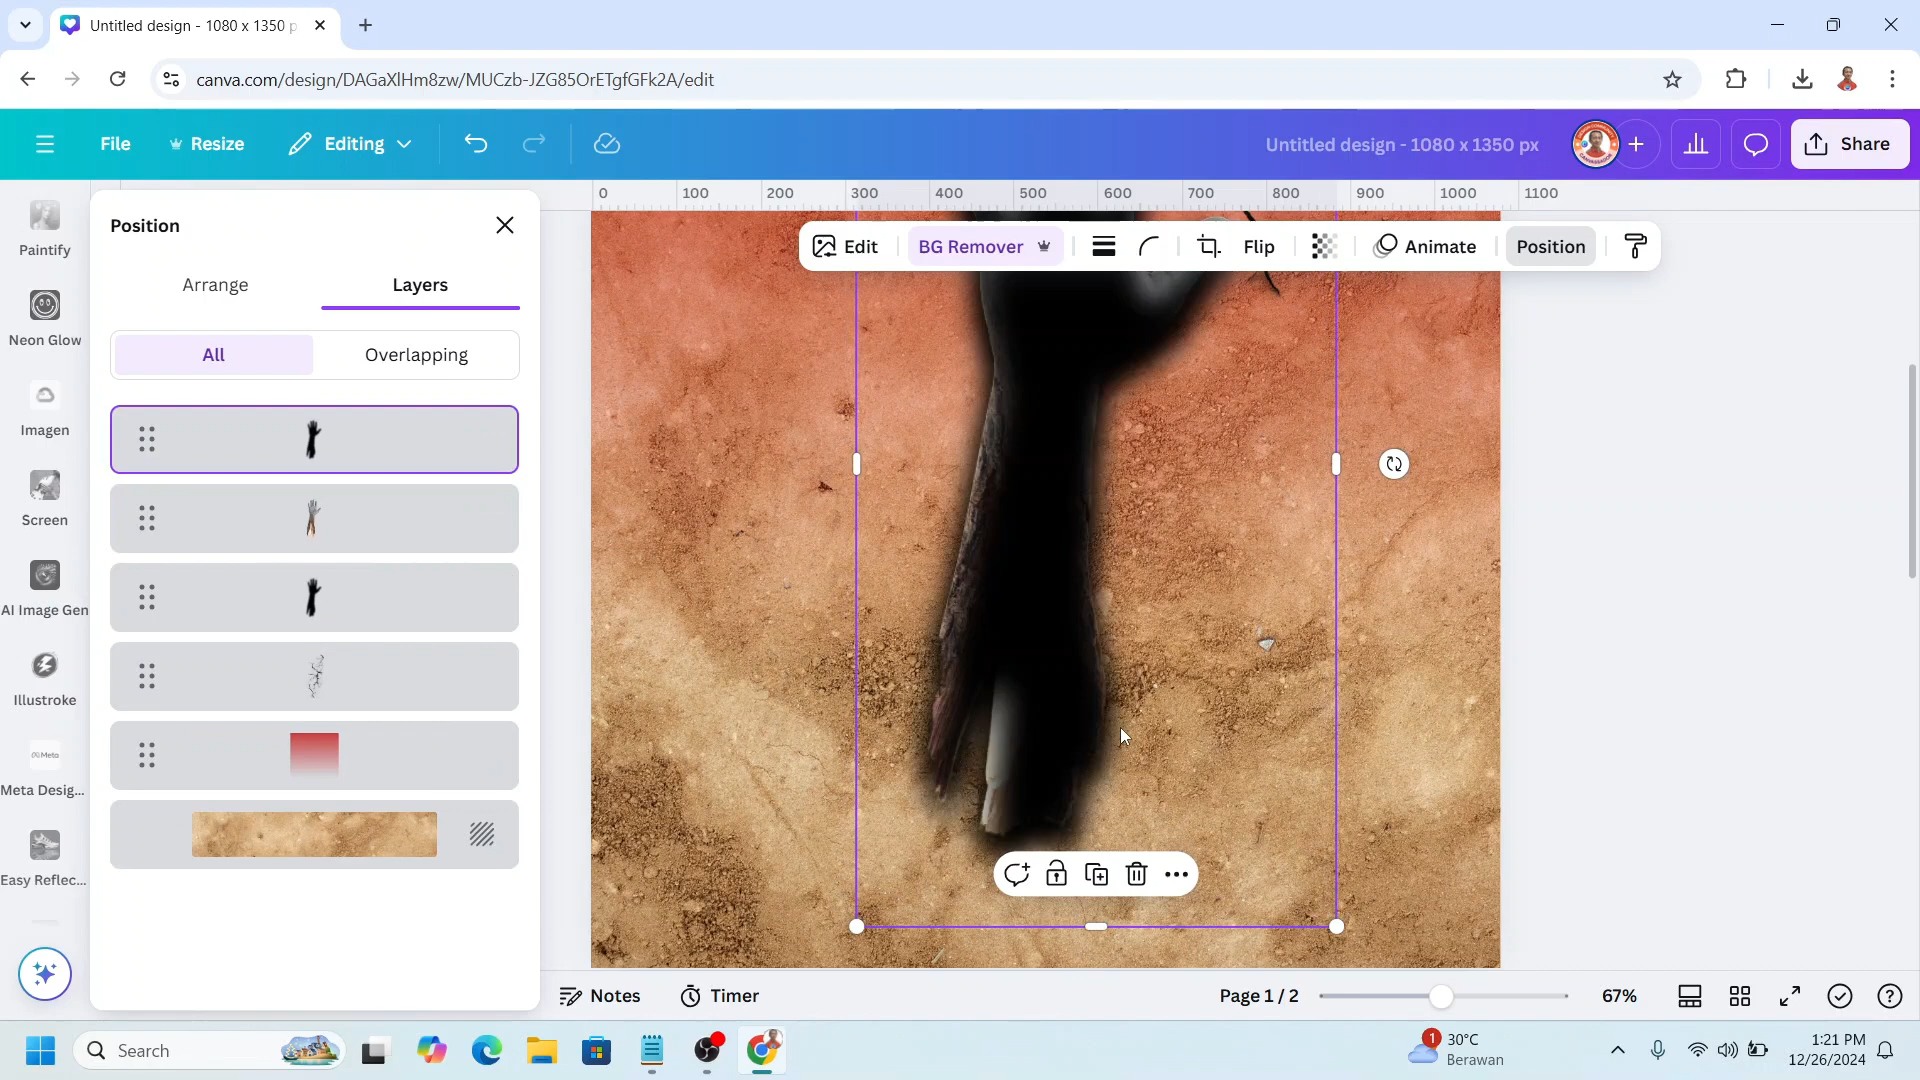 Untitled design - 1080 x 1350 p
canva.com/design/DAGaXlHm8zw/MUCzb-JZG85OrETgfGFk2A/edit
File
Resize
Editing
Untitled design - 1080 x 1350 px
Share
0 100 200 300 400 500 600 700 800 900 1000 1100
Paintify
Neon Glow
Imagen
Screen
AI Image Gen
Illustroke
Meta
Meta Desig...
Easy Reflec...
Position
Arrange
Layers
All
Overlapping
Edit
BG Remover
Flip
Animate
Position
Notes
Timer
Page 1 / 2
67%
Search
1
30°C
Berawan
1:21 PM
12/26/2024